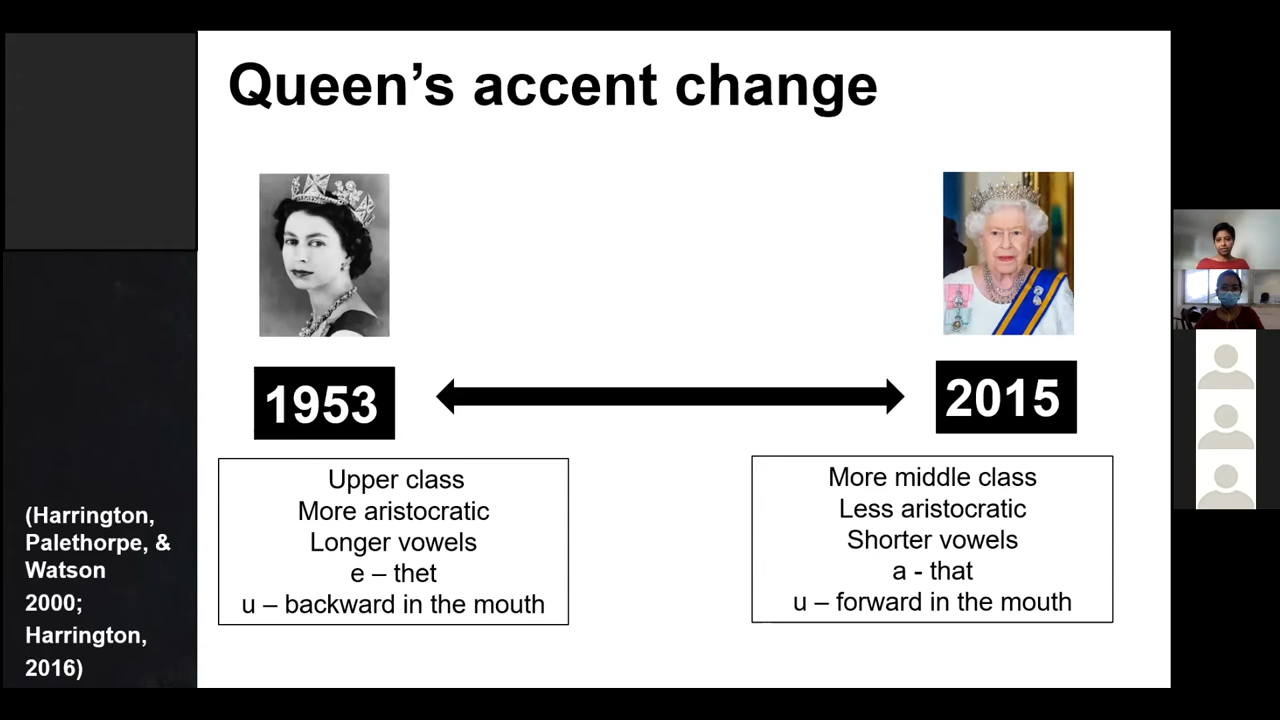 Queen’s accent change
1953
2015
Upper class
More aristocratic
Longer vowels
e – thet
u – backward in the mouth
More middle class
Less aristocratic
Shorter vowels
a - that
u – forward in the mouth
(Harrington,
Palethorpe, &
Watson
2000;
Harrington,
2016)